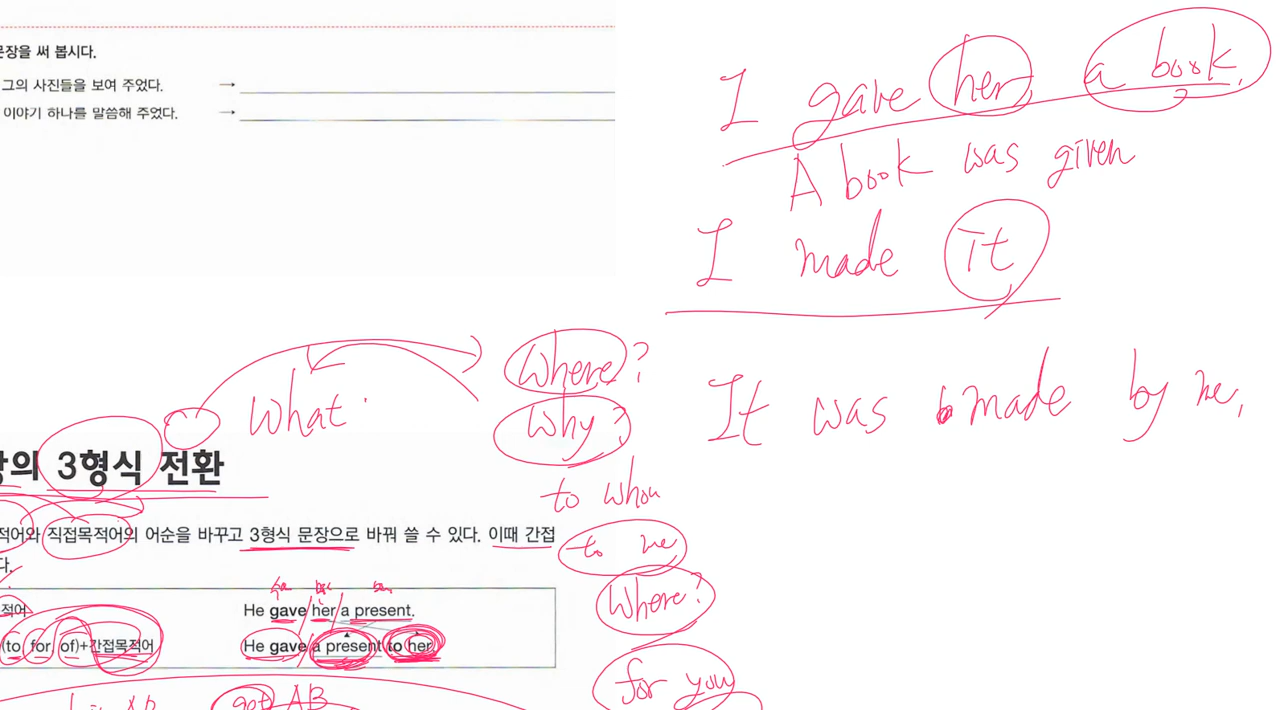 문장을 써 봅시다.
그의 사진들을 보여 주었다. →
이야기 하나를 말씀해 주었다. →
I gave her a book.
A book was given
I made it
It was made by me,
What
Where?
Why?
의 3형식 전환
to whom
적어와 직접목적어의 어순을 바꾸고 3형식 문장으로 바꿔 쓸 수 있다. 이때 간접
다.
to me
Where?
적어
He gave her a present.
(to, for, of)+간접목적어
He gave a present to her.
for you
get AB